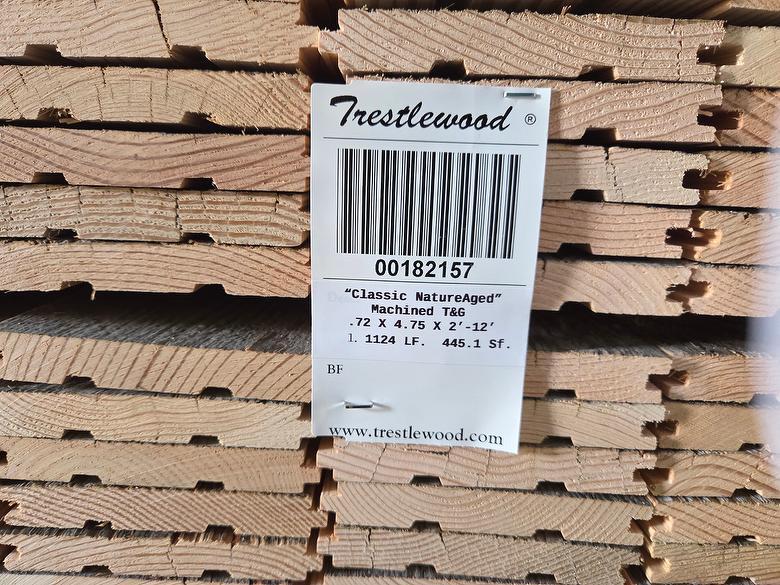 Trestlewood ®
00182157
“Classic NatureAged”
Machined T&G
.72 X 4.75 X 2’-12’
1. 1124 LF. 445.1 Sf.
BF
www.trestlewood.com